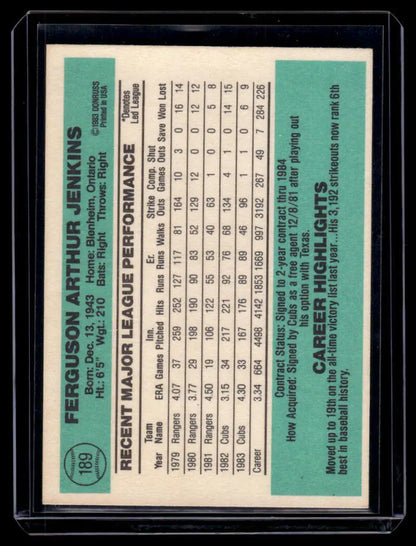 189
FERGUSON ARTHUR JENKINS
©1983 DONRUSS
Printed in USA
Born: Dec. 13, 1943 Home: Blenheim, Ontario
Ht.: 6'5" Wgt.: 210 Bats: Right Throws: Right
RECENT MAJOR LEAGUE PERFORMANCE
*Denotes
Led League
Team Inn. Er. Strike Comp. Shut
Year Name ERA Games Pitched Hits Runs Runs Walks Outs Games Outs Save Won Lost
1979 Rangers 4.07 37 259 252 127 117 81 164 10 3 0 16 14
1980 Rangers 3.77 29 198 190 90 83 52 129 12 0 0 12 12
1981 Rangers 4.50 19 106 122 55 53 40 63 1 0 0 5 8
1982 Cubs 3.15 34 217 221 92 76 68 134 4 1 0 14 15
1983 Cubs 4.30 33 167 176 89 80 46 96 1 1 0 6 9
Career 3.34 664 4498 4142 1853 1669 997 3192 267 49 7 284 226
Contract Status: Signed to 2-year contract thru 1984
How Acquired: Signed by Cubs as a free agent 12/8/81 after playing out
his option with Texas.
CAREER HIGHLIGHTS
Moved up to 19th on the all-time victory list last year...His 3,192 strikeouts now rank 6th
best in baseball history.